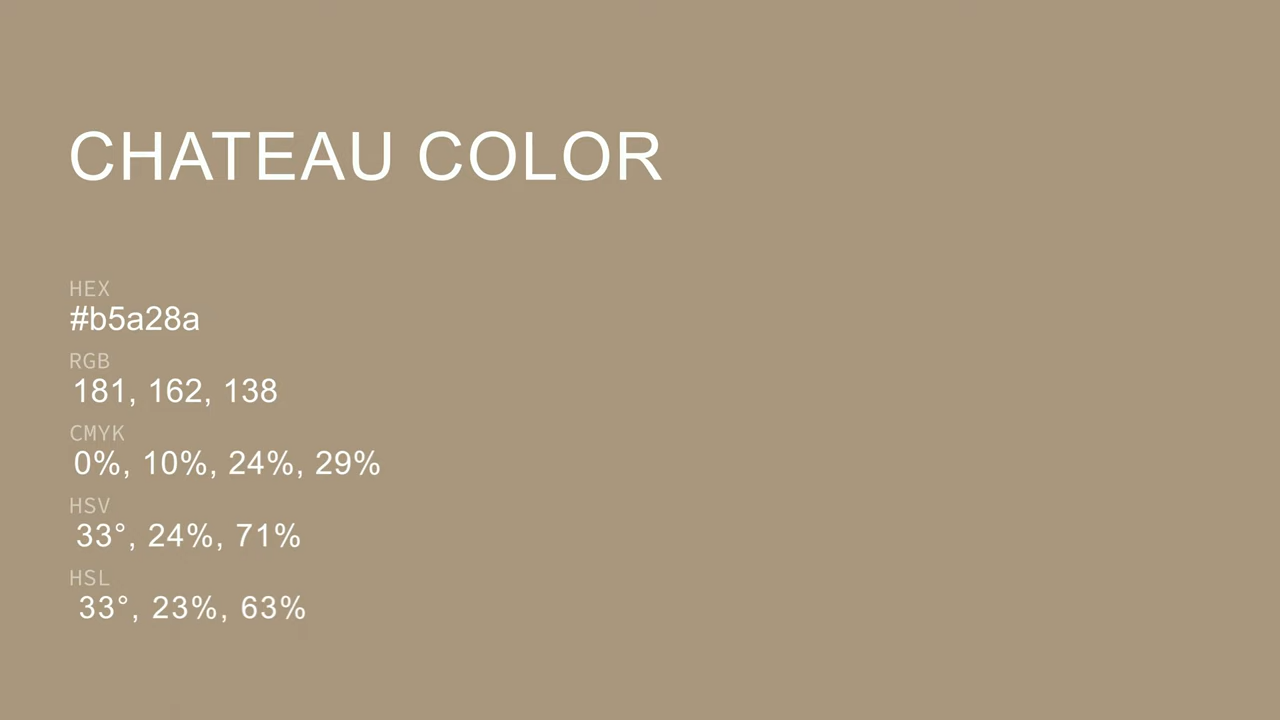 CHATEAU COLOR
HEX
#b5a28a
RGB
181, 162, 138
CMYK
0%, 10%, 24%, 29%
HSV
33°, 24%, 71%
HSL
33°, 23%, 63%